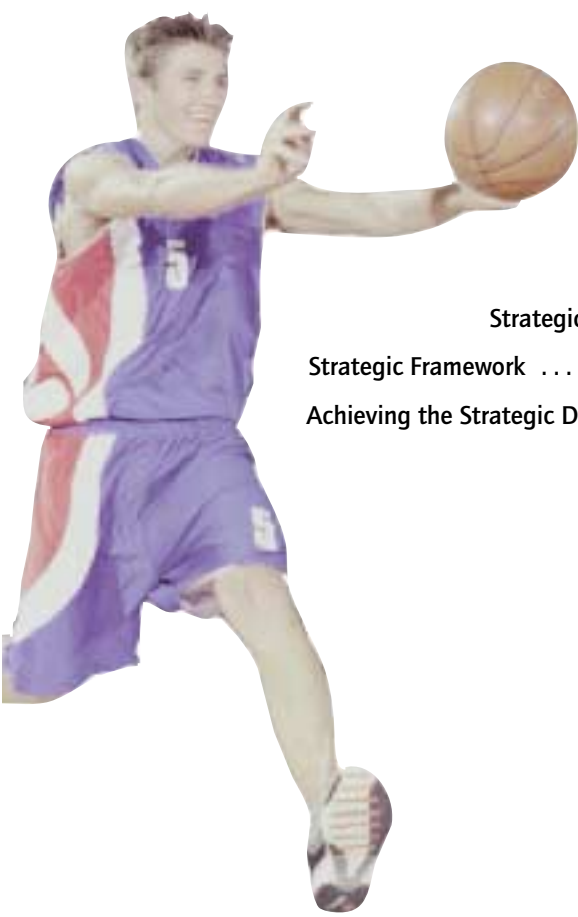 5
Strategic
Strategic Framework ...
Achieving the Strategic D
5